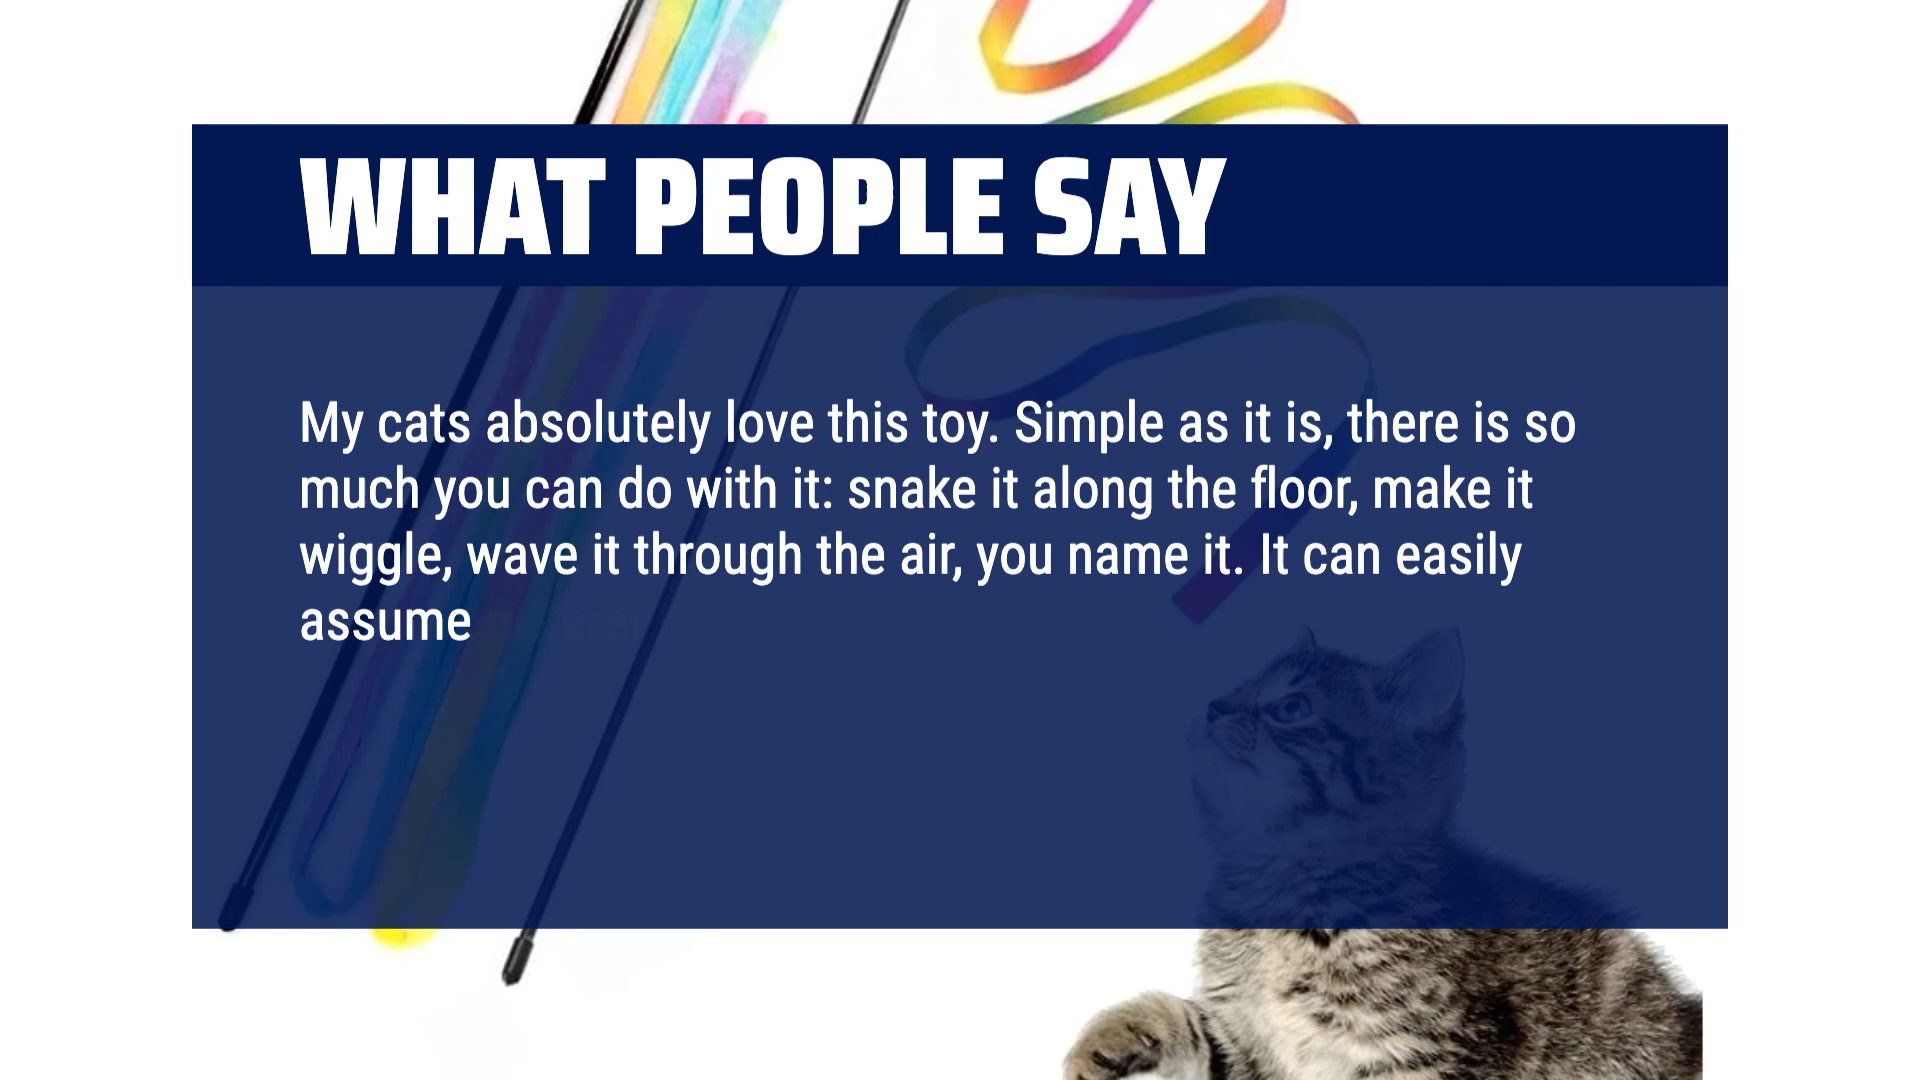 WHAT PEOPLE SAY
My cats absolutely love this toy. Simple as it is, there is so
much you can do with it: snake it along the floor, make it
wiggle, wave it through the air, you name it. It can easily
assume